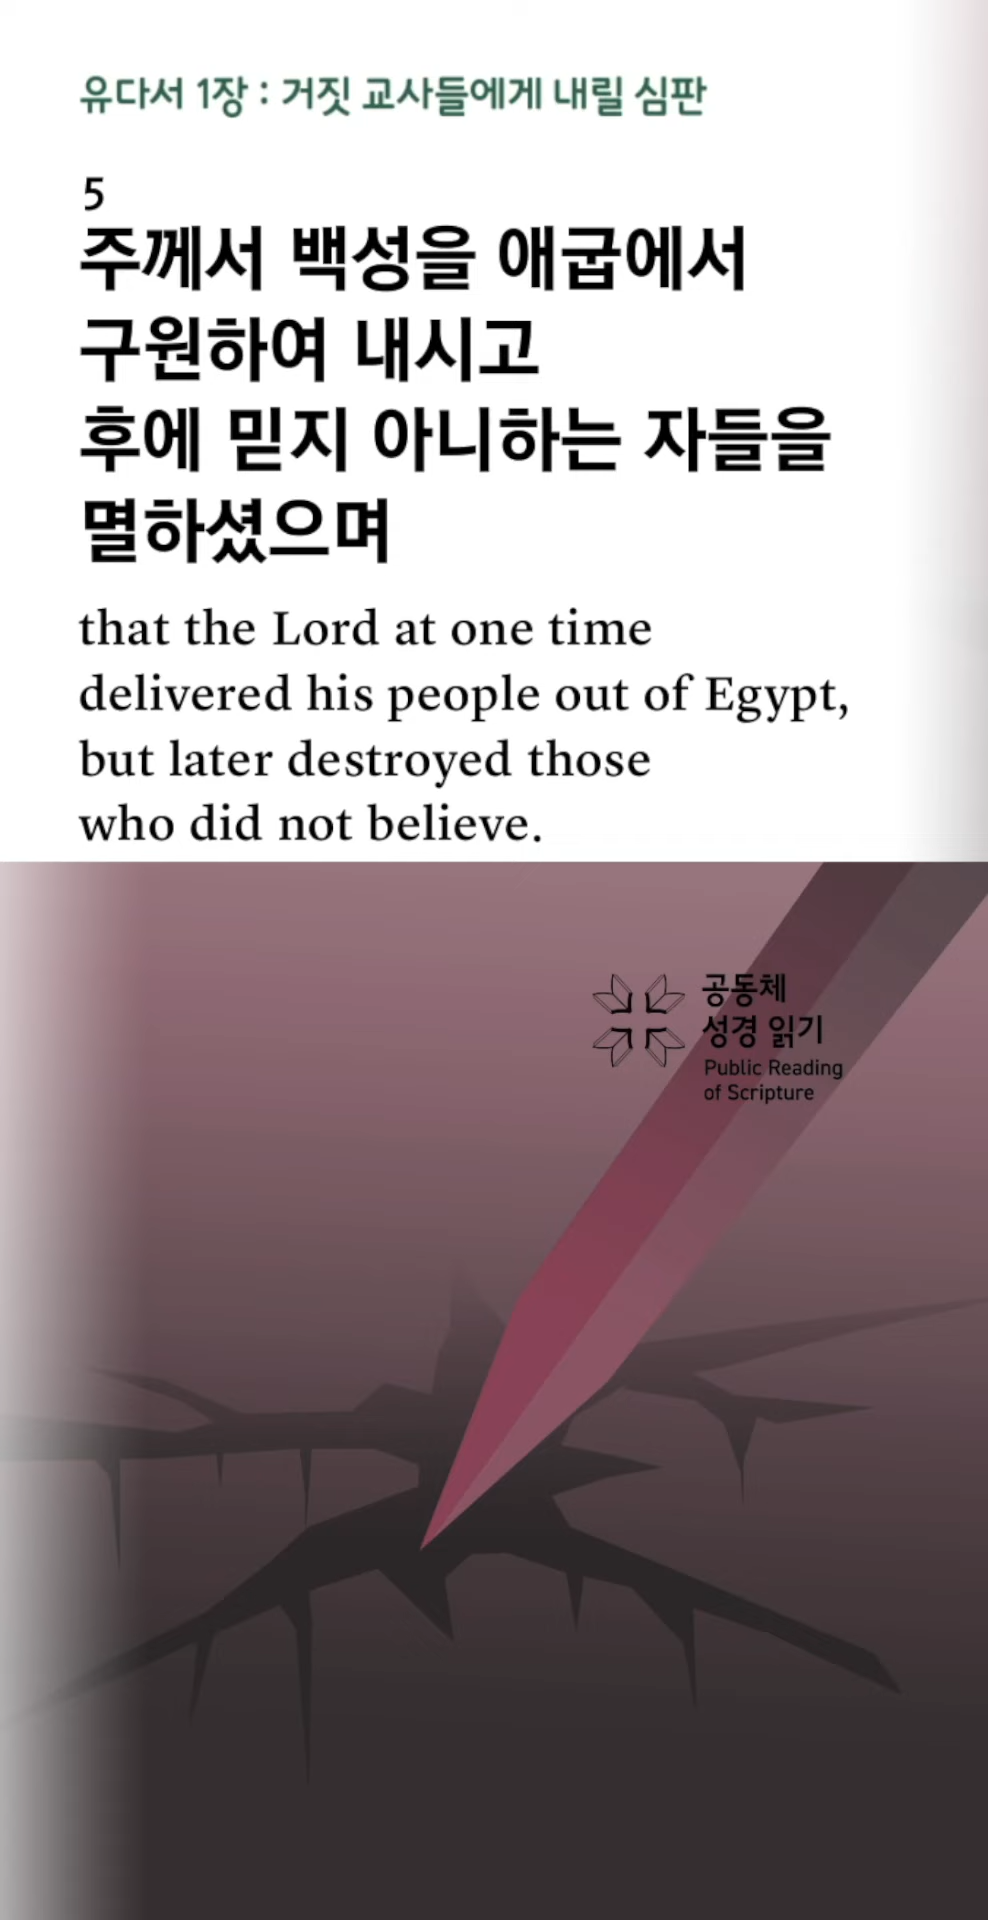 유다서 1장 : 거짓 교사들에게 내릴 심판
5
주께서 백성을 애굽에서
구원하여 내시고
후에 믿지 아니하는 자들을
멸하셨으며
that the Lord at one time
delivered his people out of Egypt,
but later destroyed those
who did not believe.
공동체
성경 읽기
Public Reading
of Scripture